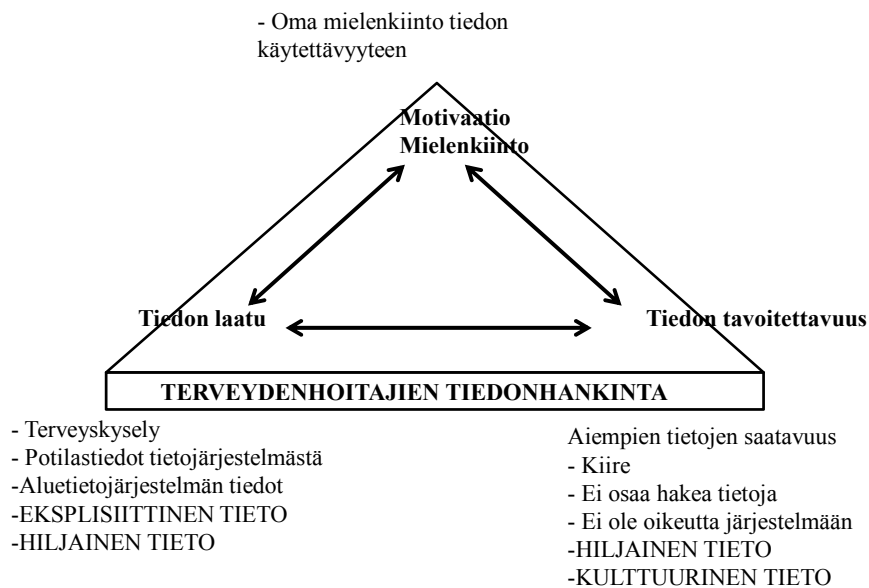 - Oma mielenkiinto tiedon
käytettävyyteen
Motivaatio
Mielenkiinto
Tiedon laatu
Tiedon tavoitettavuus
TERVEYDENHOITAJIEN TIEDONHANKINTA
- Terveyskysely
- Potilastiedot tietojärjestelmästä
-Aluetietojärjestelmän tiedot
-EKSPLISIITTINEN TIETO
-HILJAINEN TIETO
Aiempien tietojen saatavuus
- Kiire
- Ei osaa hakea tietoja
- Ei ole oikeutta järjestelmään
-HILJAINEN TIETO
-KULTTUURINEN TIETO